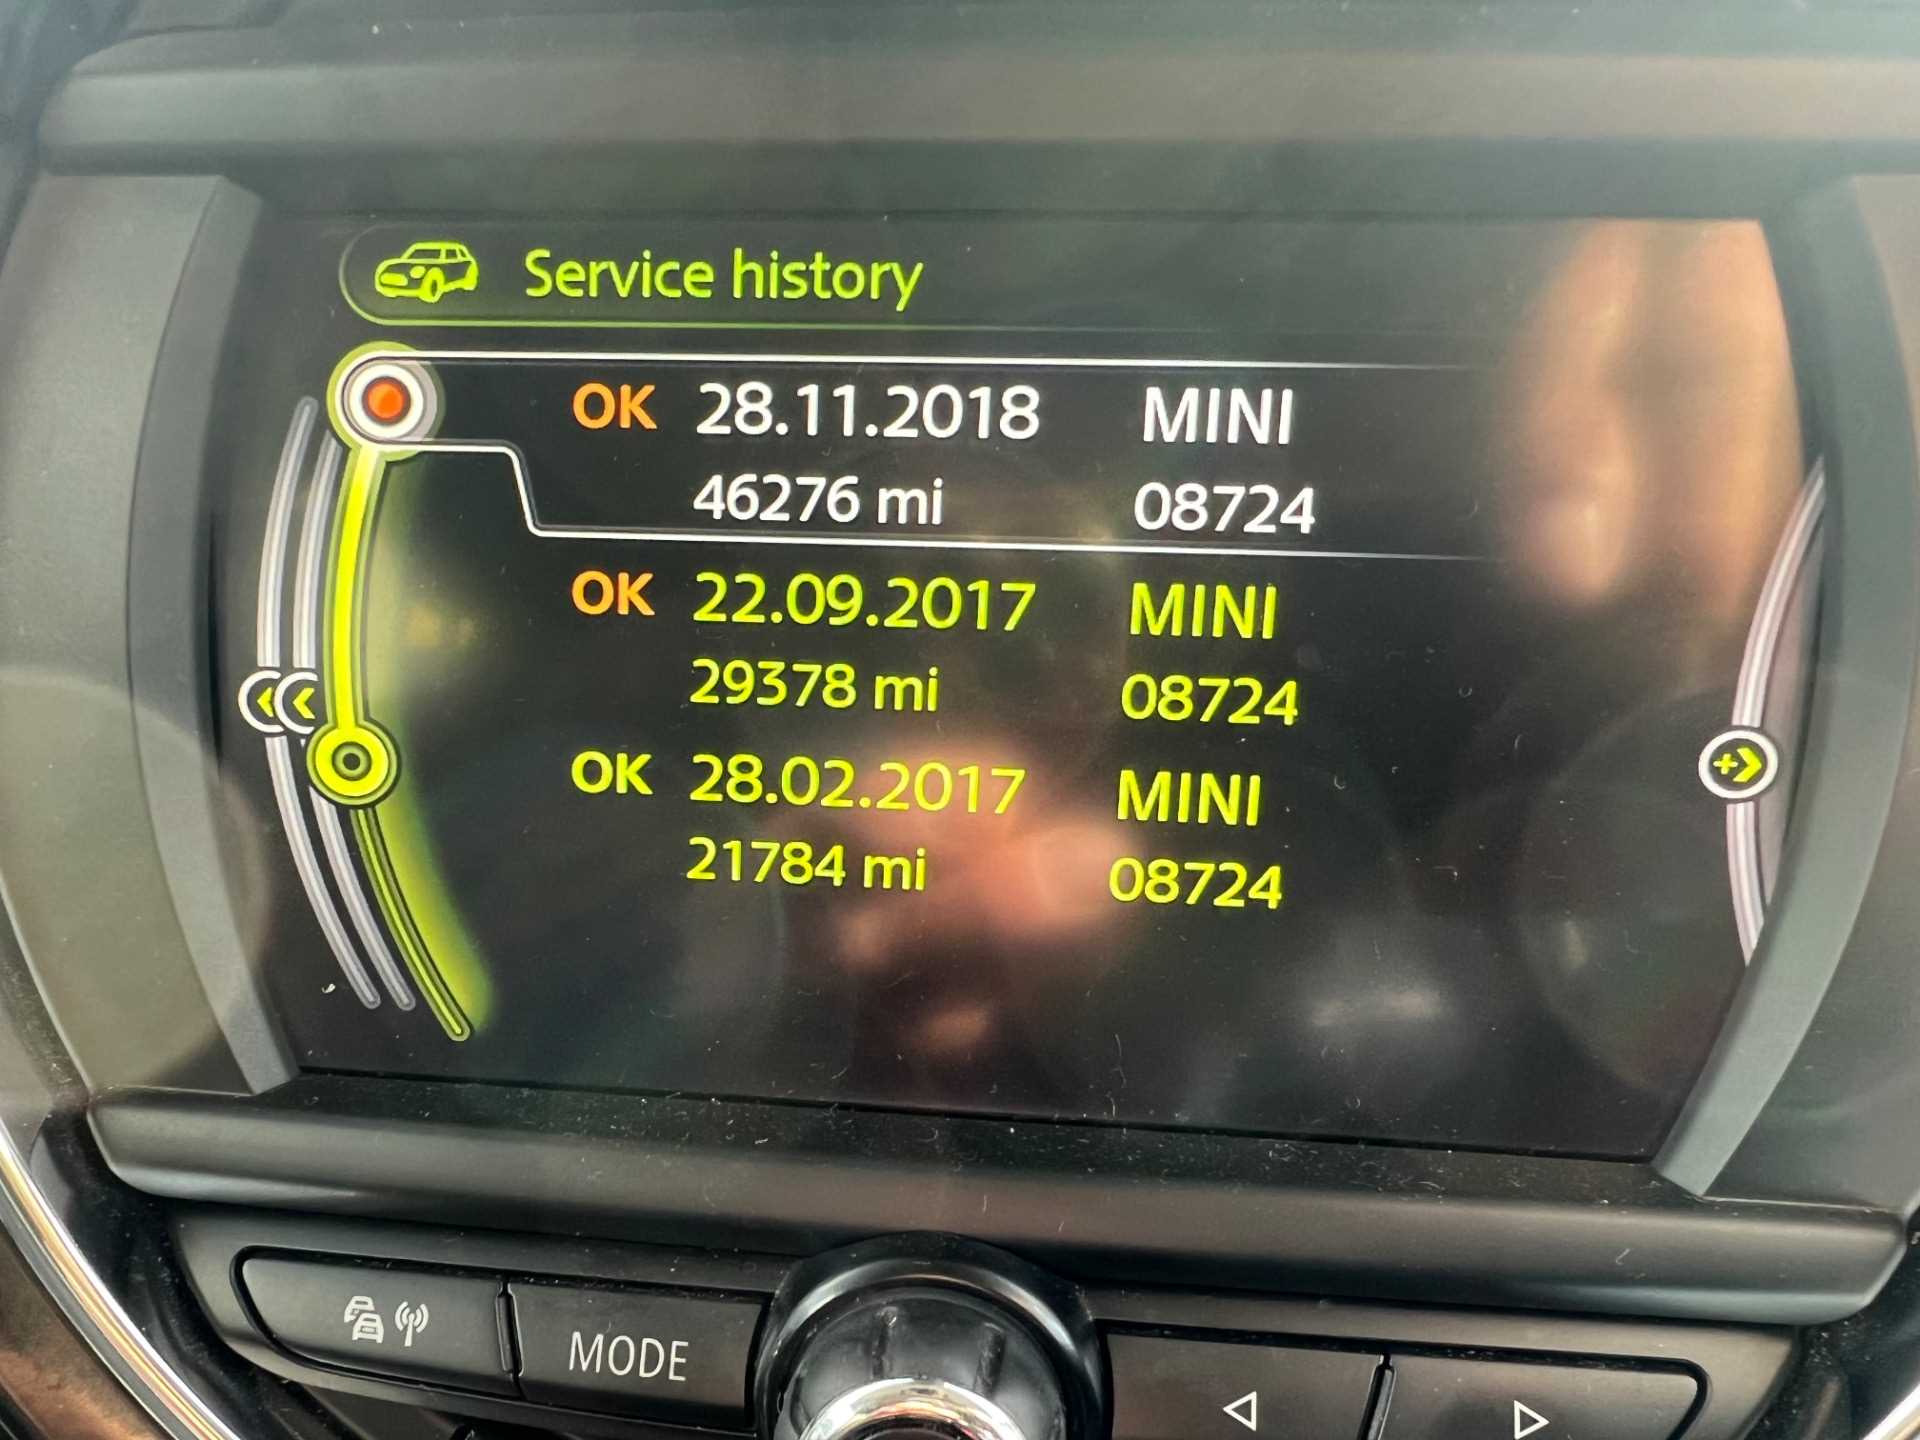 Service history
OK 28.11.2018 MINI
46276 mi 08724
OK 22.09.2017 MINI
29378 mi 08724
OK 28.02.2017 MINI
21784 mi 08724
MODE